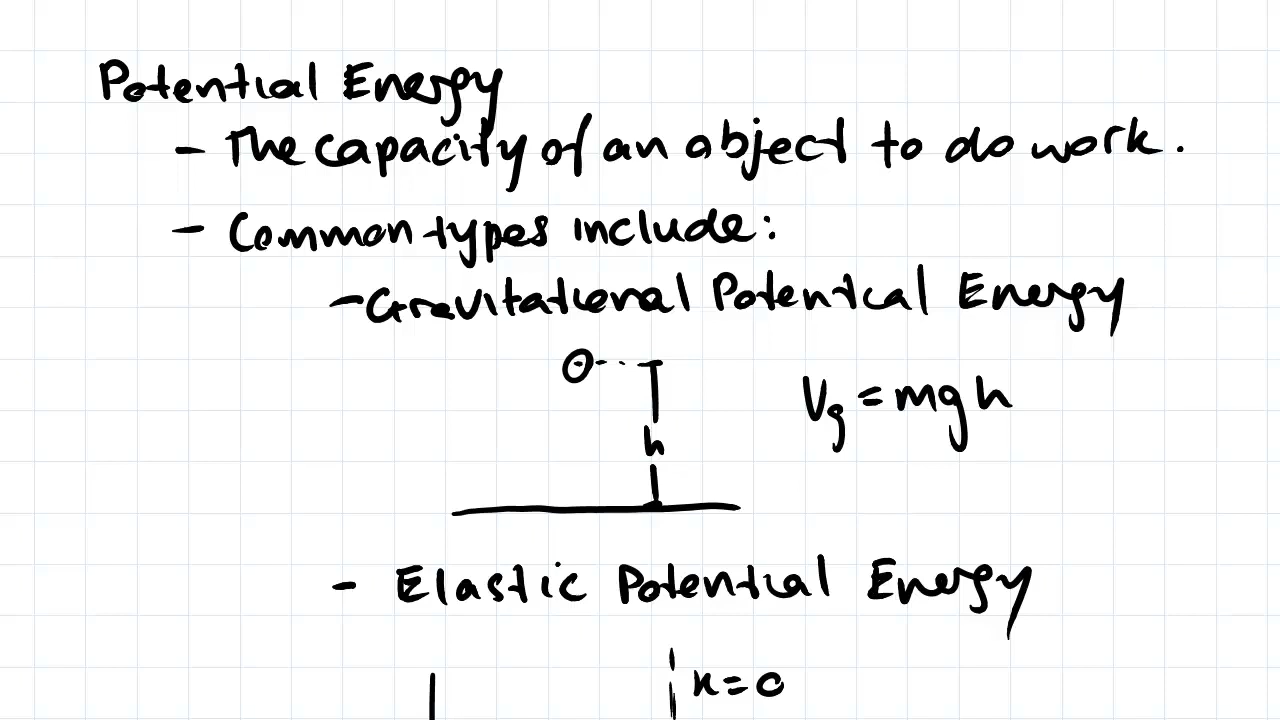 Potential Energy
- The capacity of an object to do work.
- Common types include:
- Gravitational Potential Energy
h
Vg = mgh
- Elastic Potential Energy
x=0